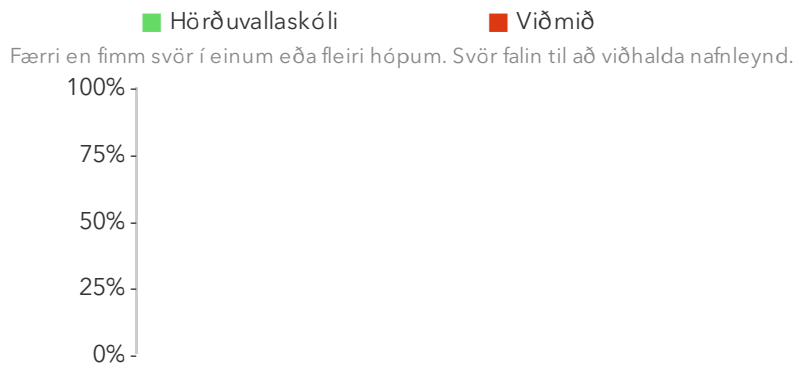 Hörðuvallaskóli Viðmið
Færri en fimm svör í einum eða fleiri hópum. Svör falin til að viðhalda nafnleynd.
100%
75%
50%
25%
0%